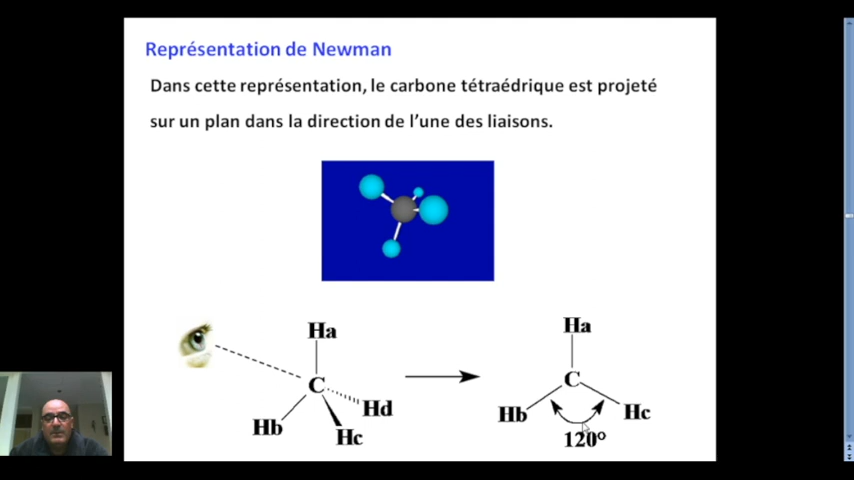 Représentation de Newman
Dans cette représentation, le carbone tétraédrique est projeté
sur un plan dans la direction de l'une des liaisons.
Ha
Ha
C
C
Hd
Hb
Hc
Hb
Hc
120°